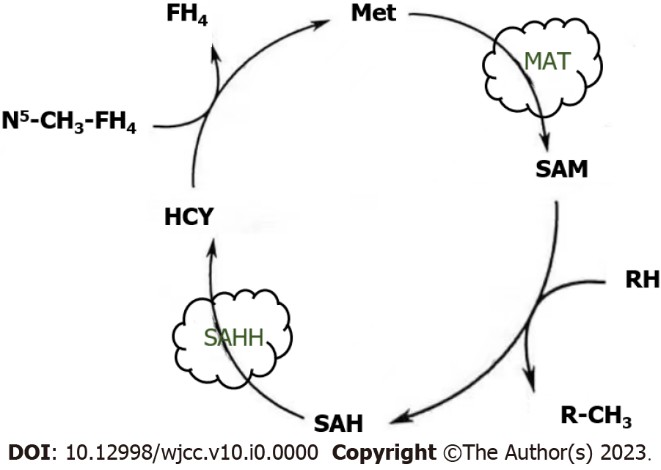 FH₄
Met
MAT
N⁵-CH₃-FH₄
SAM
HCY
RH
SAHH
SAH
R-CH₃
DOI: 10.12998/wjcc.v10.i0.0000 Copyright ©The Author(s) 2023.